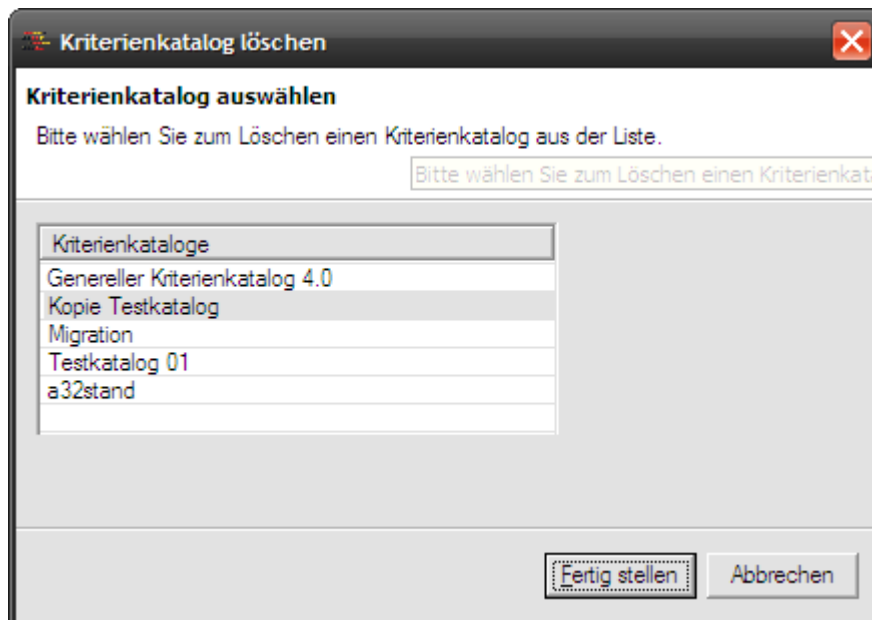 Kriterienkatalog löschen
Kriterienkatalog auswählen
Bitte wählen Sie zum Löschen einen Kriterienkatalog aus der Liste.
Bitte wählen Sie zum Löschen einen Kriterienkat
Kriterienkataloge
Genereller Kriterienkatalog 4.0
Kopie Testkatalog
Migration
Testkatalog 01
a32stand
Fertig stellen Abbrechen